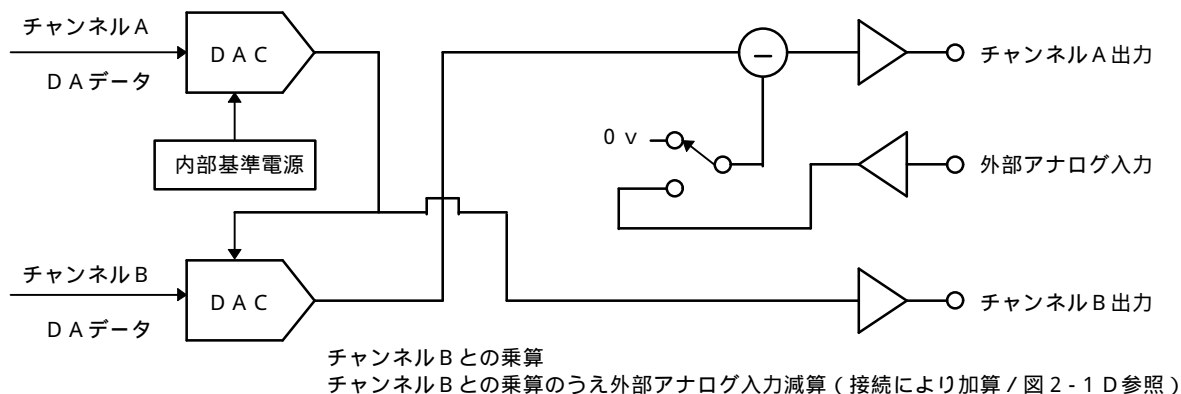 チャンネルA
DAデータ
DAC
内部基準電源
−
チャンネルA出力
0 v
外部アナログ入力
チャンネルB
DAデータ
DAC
チャンネルB出力
チャンネルBとの乗算
チャンネルBとの乗算のうえ外部アナログ入力減算(接続により加算/図2-1D参照)